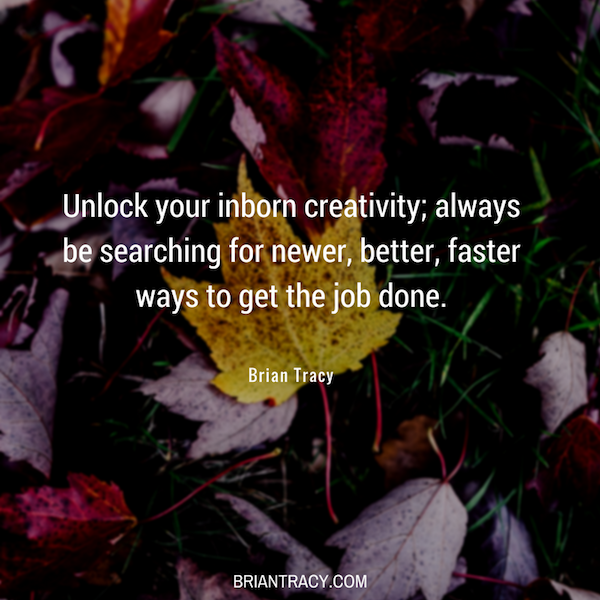 Unlock your inborn creativity; always
be searching for newer, better, faster
ways to get the job done.
Brian Tracy
BRIANTRACY.COM